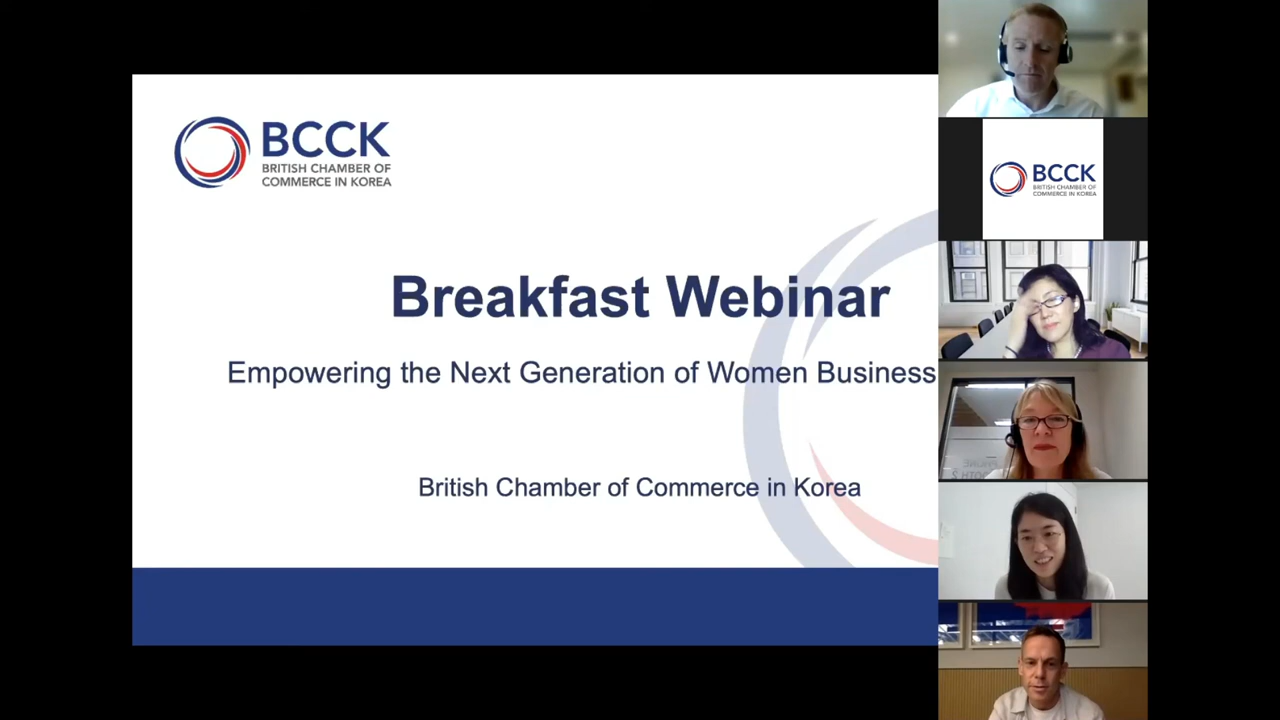 BCCK
BRITISH CHAMBER OF
COMMERCE IN KOREA
Breakfast Webinar
Empowering the Next Generation of Women Business
British Chamber of Commerce in Korea
BCCK
BRITISH CHAMBER OF
COMMERCE IN KOREA